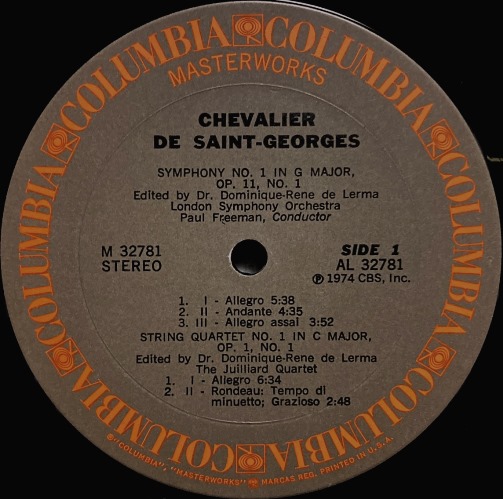 COLUMBIA COLUMBIA COLUMBIA COLUMBIA COLUMBIA COLUMBIA COLUMBIA COLUMBIA
MASTERWORKS
CHEVALIER
DE SAINT-GEORGES
SYMPHONY NO. 1 IN G MAJOR,
OP. 11, NO. 1
Edited by Dr. Dominique-Rene de Lerma
London Symphony Orchestra
Paul Freeman, Conductor
M 32781
STEREO
SIDE 1
AL 32781
℗ 1974 CBS, Inc.
1. I - Allegro 5:38
2. II - Andante 4:35
3. III - Allegro assai 3:52
STRING QUARTET NO. 1 IN C MAJOR,
OP. 1, NO. 1
Edited by Dr. Dominique-Rene de Lerma
The Juilliard Quartet
1. I - Allegro 6:34
2. II - Rondeau: Tempo di
minuetto; Grazioso 2:48
® "COLUMBIA", "MASTERWORKS" MARCAS REG. PRINTED IN U.S.A.